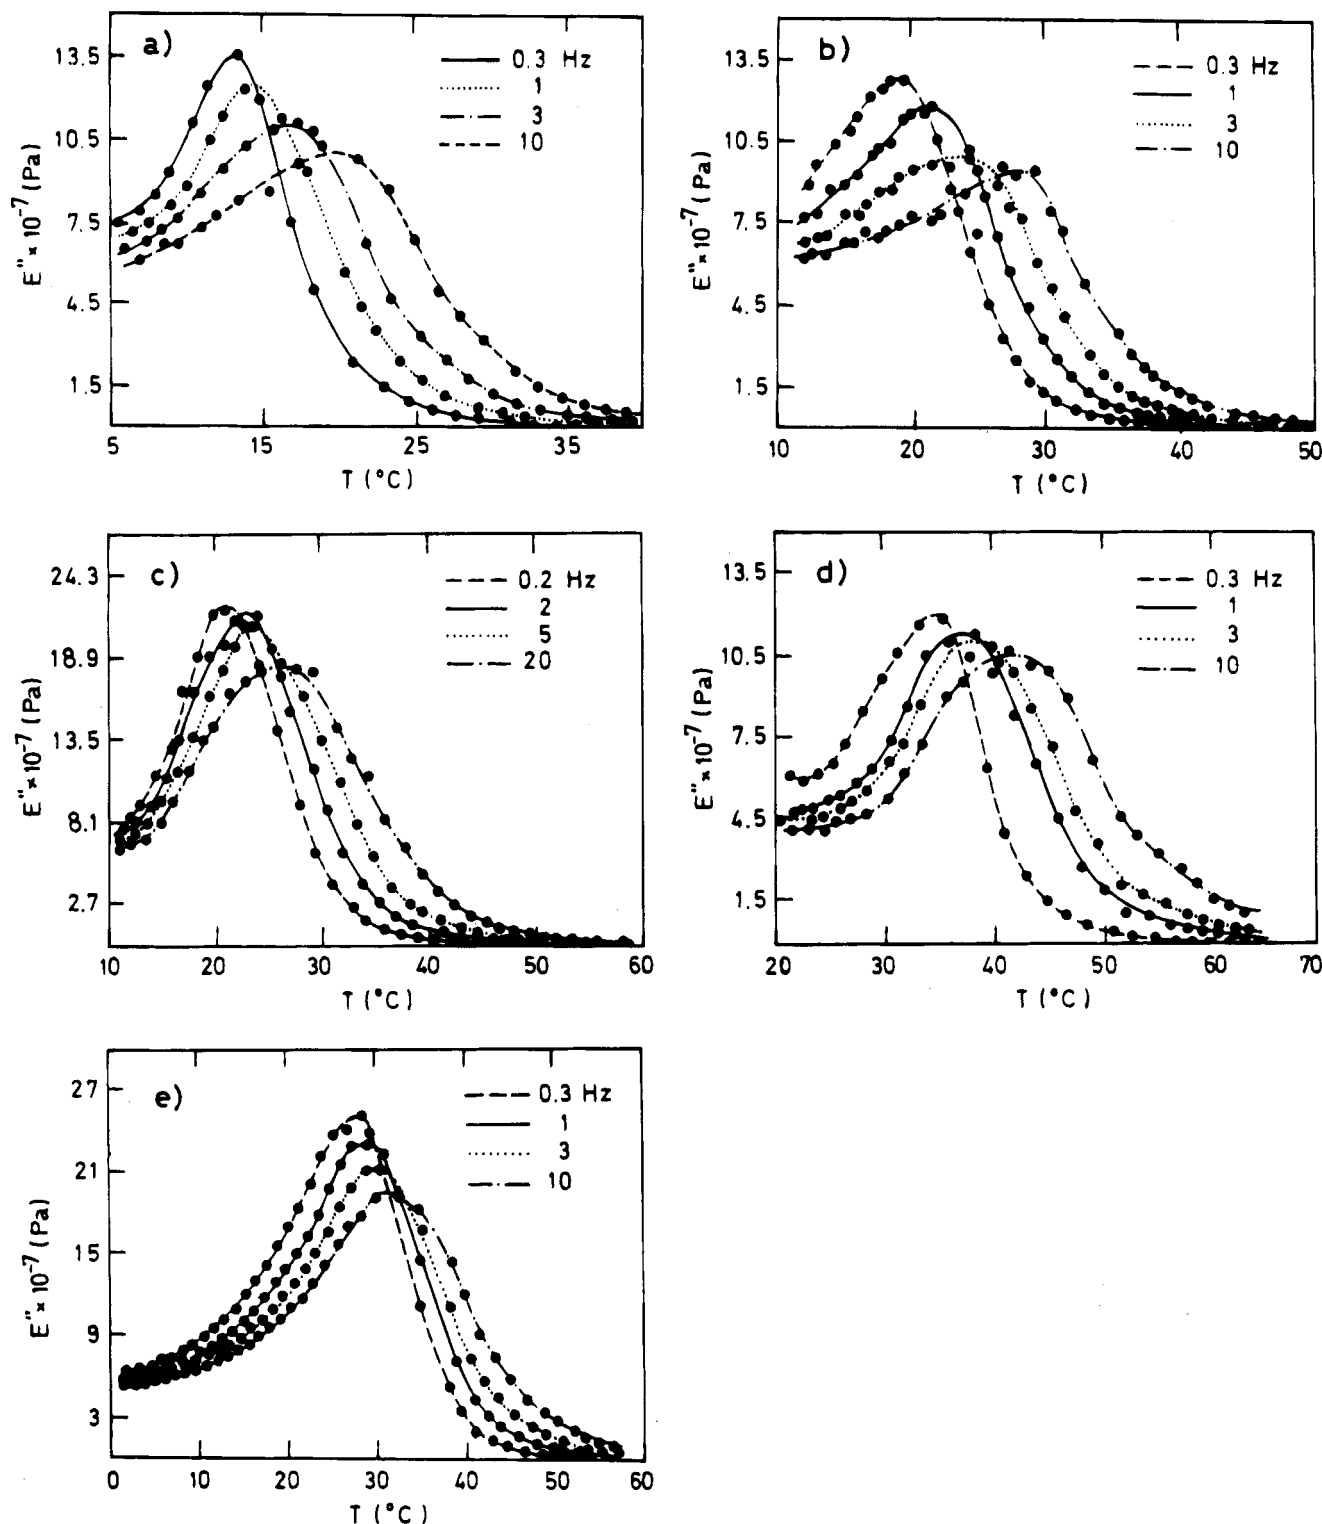 a)
0.3 Hz
1
3
10
13.5
10.5
7.5
4.5
1.5
E" × 10⁻⁷ (Pa)
5 15 25 35
T (°C)
b)
0.3 Hz
1
3
10
13.5
10.5
7.5
4.5
1.5
E" × 10⁻⁷ (Pa)
10 20 30 40 50
T (°C)
c)
0.2 Hz
2
5
20
24.3
18.9
13.5
8.1
2.7
E" × 10⁻⁷ (Pa)
10 20 30 40 50 60
T (°C)
d)
0.3 Hz
1
3
10
13.5
10.5
7.5
4.5
1.5
E" × 10⁻⁷ (Pa)
20 30 40 50 60 70
T (°C)
e)
0.3 Hz
1
3
10
27
21
15
9
3
E" × 10⁻⁷ (Pa)
0 10 20 30 40 50 60
T (°C)